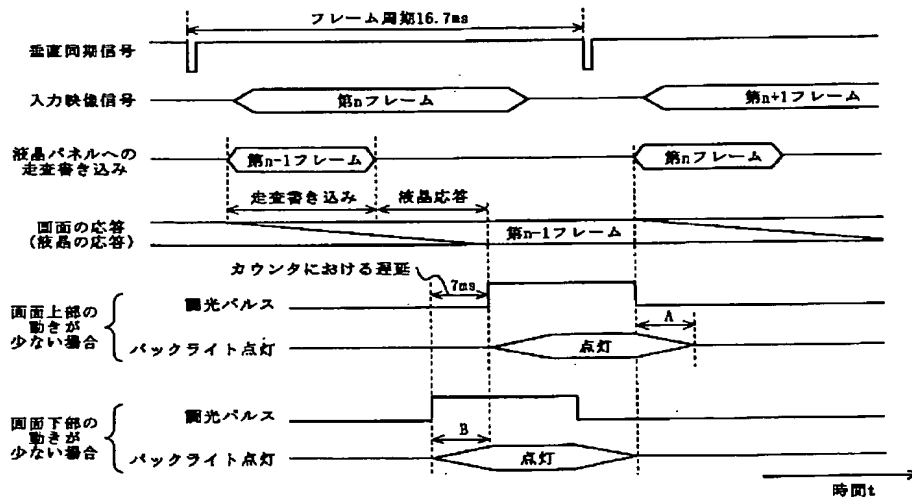 フレーム周期16.7ms
垂直同期信号
入力映像信号
第nフレーム
第n+1フレーム
液晶パネルへの
走査書き込み
第n-1フレーム
第nフレーム
走査書き込み
液晶応答
画面の応答
(液晶の応答)
第n-1フレーム
カウンタにおける遅延
7ms
画面上部の
動きが
少ない場合
調光パルス
A
バックライト点灯
点灯
画面下部の
動きが
少ない場合
調光パルス
B
バックライト点灯
点灯
時間t